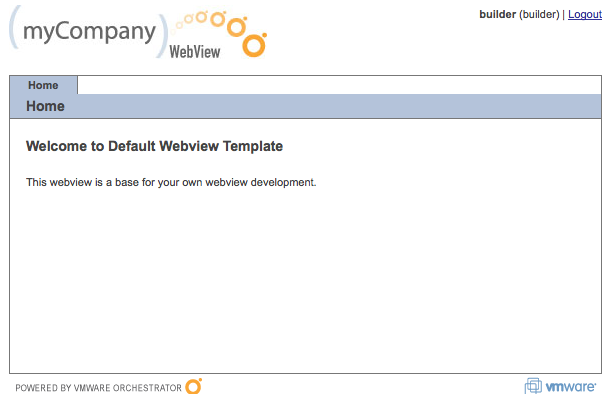 (myCompany) WebView
builder (builder) | Logout
Home
Home
Welcome to Default Webview Template
This webview is a base for your own webview development.
POWERED BY VMWARE ORCHESTRATOR
vmware